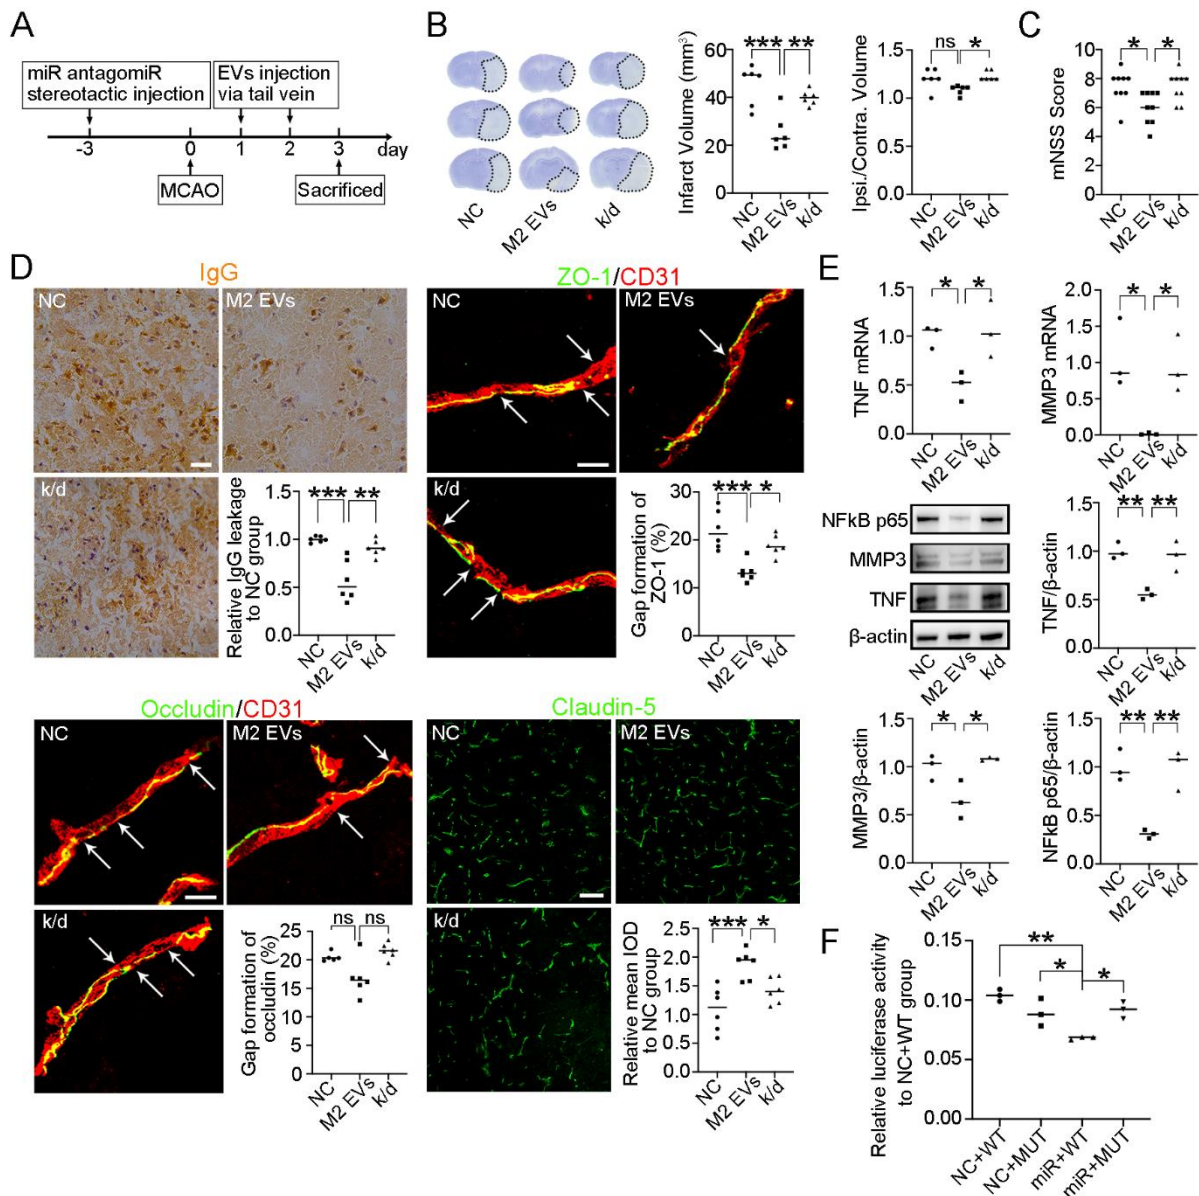 A
miR antagomiR
stereotactic injection
EVs injection
via tail vein
-3
0
1
2
3
day
MCAO
Sacrificed
B
NC
M2 EVs
k/d
Infarct Volume (mm³)
60
40
20
0
***
**
NC
M2 EVs
k/d
Ipsi./Contra. Volume
1.5
1.0
0.5
0.0
ns
*
NC
M2 EVs
k/d
C
mNSS Score
10
8
6
4
2
0
*
*
NC
M2 EVs
k/d
D
IgG
NC
M2 EVs
k/d
Relative IgG leakage
to NC group
1.5
1.0
0.5
0.0
***
**
NC
M2 EVs
k/d
ZO-1/CD31
NC
M2 EVs
k/d
Gap formation of
ZO-1 (%)
30
20
10
0
***
*
NC
M2 EVs
k/d
Occludin/CD31
NC
M2 EVs
k/d
Gap formation of
occludin (%)
25
20
15
10
5
0
ns
ns
NC
M2 EVs
k/d
Claudin-5
NC
M2 EVs
k/d
Relative mean IOD
to NC group
3
2
1
0
***
*
NC
M2 EVs
k/d
E
TNF mRNA
1.5
1.0
0.5
0.0
*
*
NC
M2 EVs
k/d
MMP3 mRNA
2.0
1.5
1.0
0.5
0.0
*
*
NC
M2 EVs
k/d
NFkB p65
MMP3
TNF
β-actin
NC
M2 EVs
k/d
TNF/β-actin
1.5
1.0
0.5
0.0
**
**
NC
M2 EVs
k/d
MMP3/β-actin
1.5
1.0
0.5
0.0
*
*
NC
M2 EVs
k/d
NFkB p65/β-actin
1.5
1.0
0.5
0.0
**
**
NC
M2 EVs
k/d
F
Relative luciferase activity
to NC+WT group
0.15
0.10
0.05
0.00
**
*
*
NC+WT
NC+MUT
miR+WT
miR+MUT